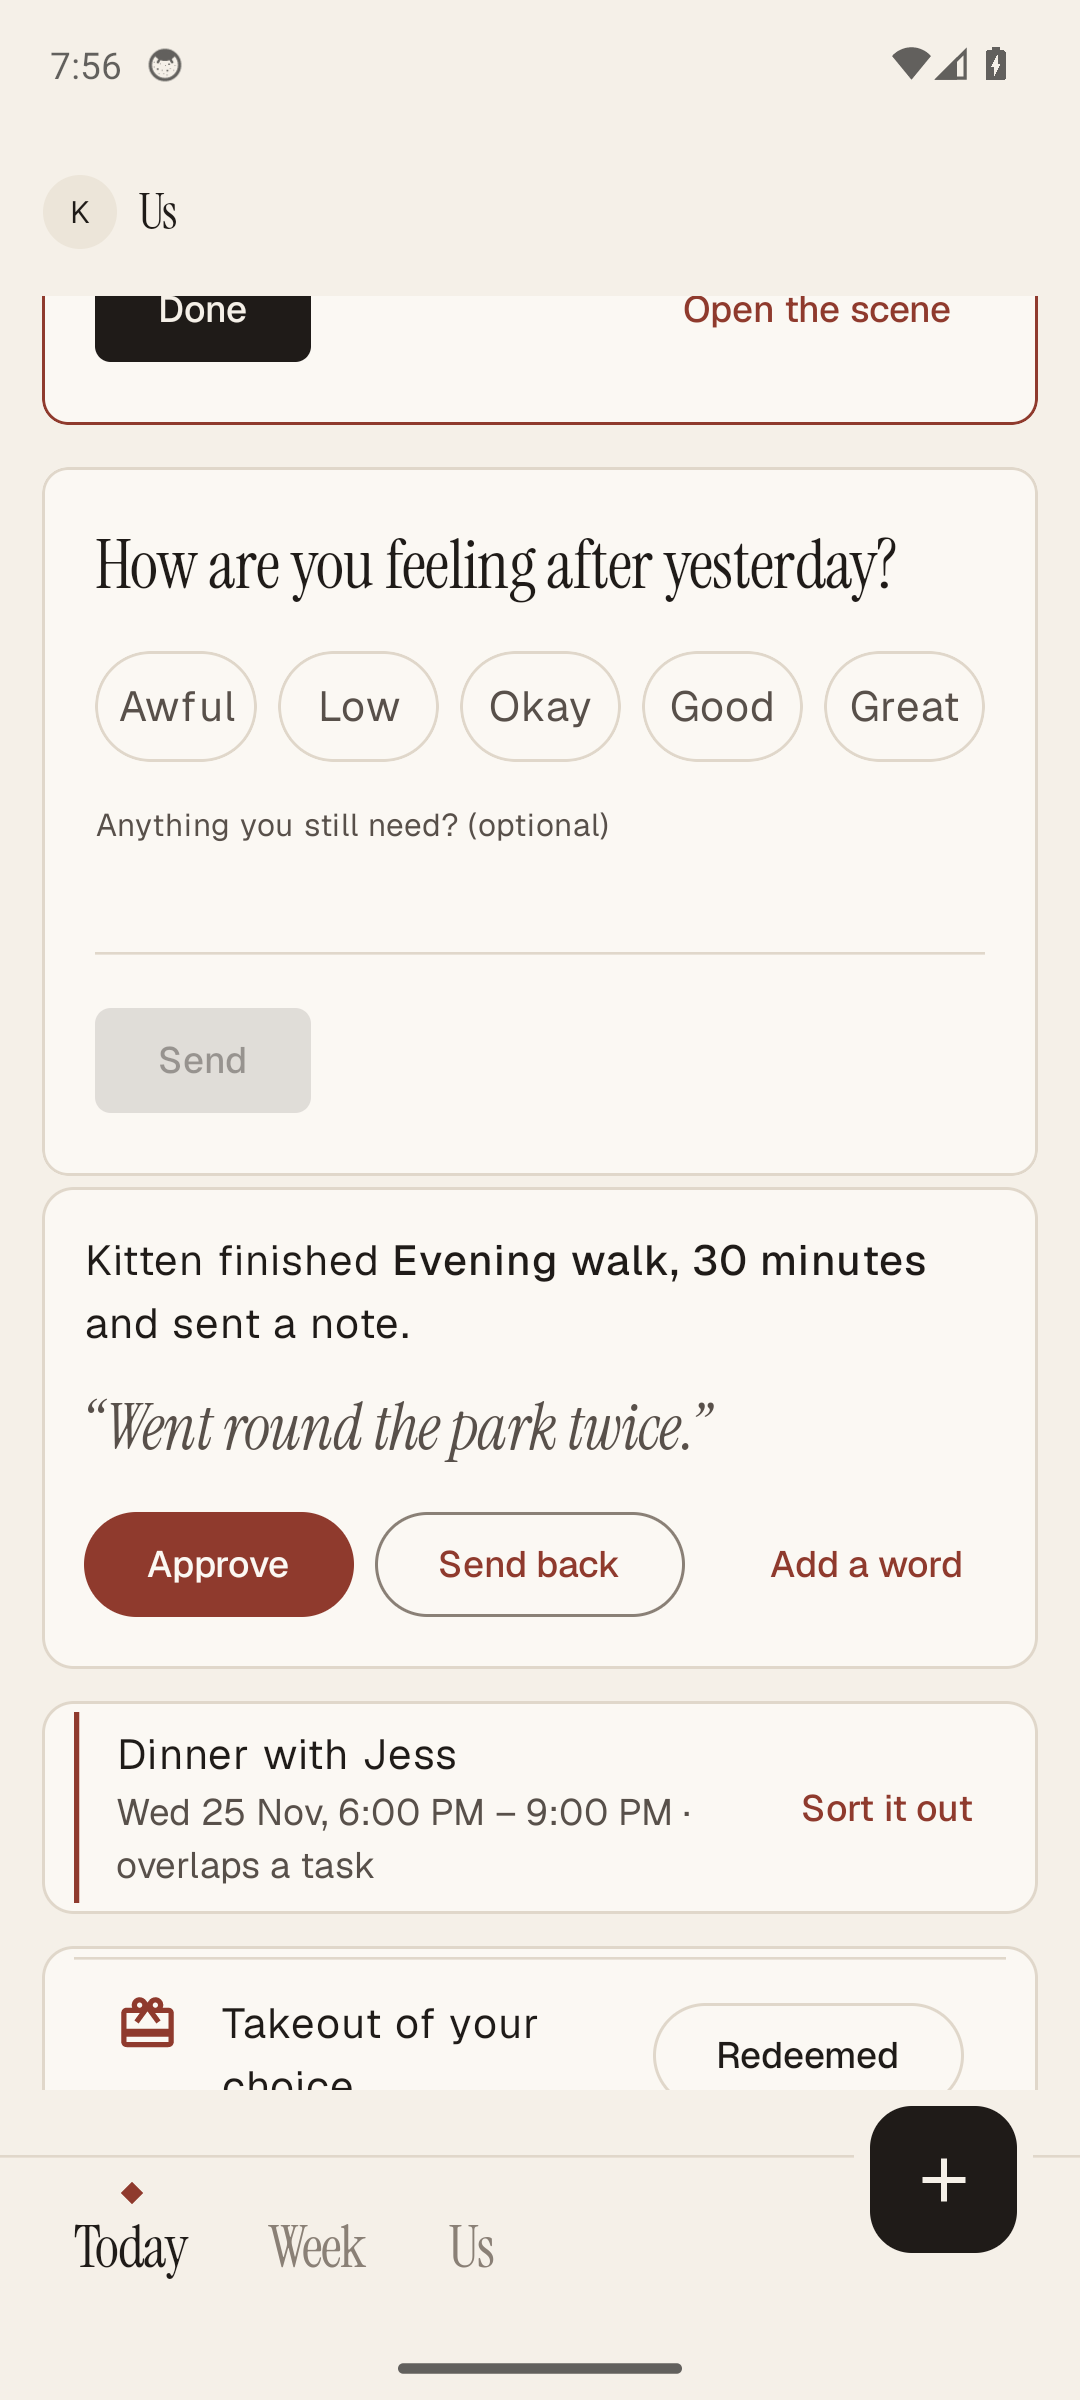 7:56
K
Us
Done
Open the scene
How are you feeling after yesterday?
Awful
Low
Okay
Good
Great
Anything you still need? (optional)
Send
Kitten finished Evening walk, 30 minutes
and sent a note.
“Went round the park twice.”
Approve
Send back
Add a word
Dinner with Jess
Wed 25 Nov, 6:00 PM – 9:00 PM ·
overlaps a task
Sort it out
Takeout of your
choice
Redeemed
Today
Week
Us